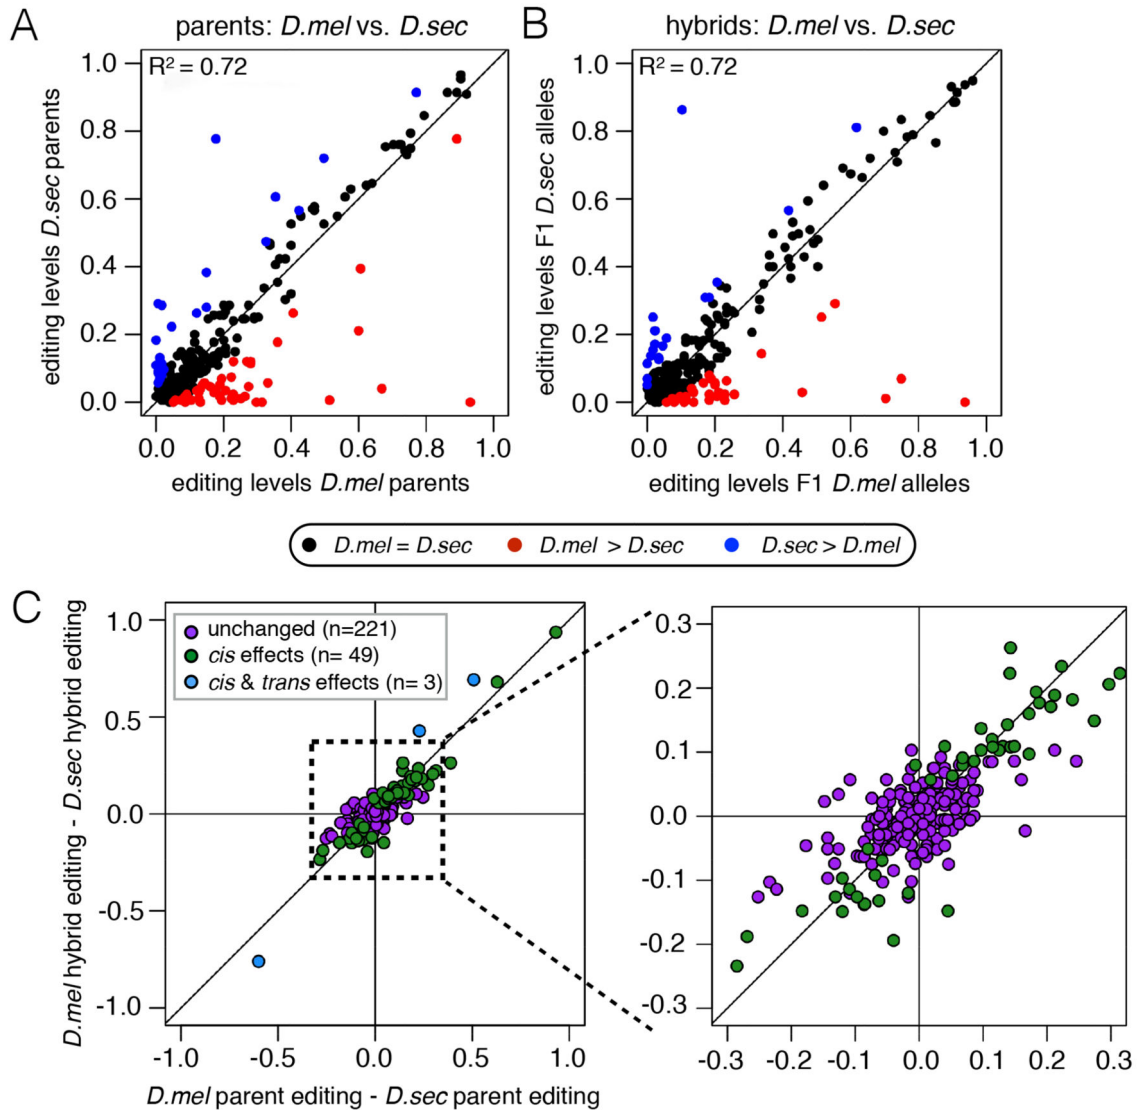 A
parents: D.mel vs. D.sec
R² = 0.72
editing levels D.sec parents
1.0
0.8
0.6
0.4
0.2
0.0
0.0 0.2 0.4 0.6 0.8 1.0
editing levels D.mel parents
B
hybrids: D.mel vs. D.sec
R² = 0.72
editing levels F1 D.sec alleles
1.0
0.8
0.6
0.4
0.2
0.0
0.0 0.2 0.4 0.6 0.8 1.0
editing levels F1 D.mel alleles
D.mel = D.sec D.mel > D.sec D.sec > D.mel
C
D.mel hybrid editing - D.sec hybrid editing
1.0
0.5
0.0
-0.5
-1.0
unchanged (n=221)
cis effects (n= 49)
cis & trans effects (n= 3)
-1.0 -0.5 0.0 0.5 1.0
D.mel parent editing - D.sec parent editing
0.3
0.2
0.1
0.0
-0.1
-0.2
-0.3
-0.3 -0.2 -0.1 0.0 0.1 0.2 0.3